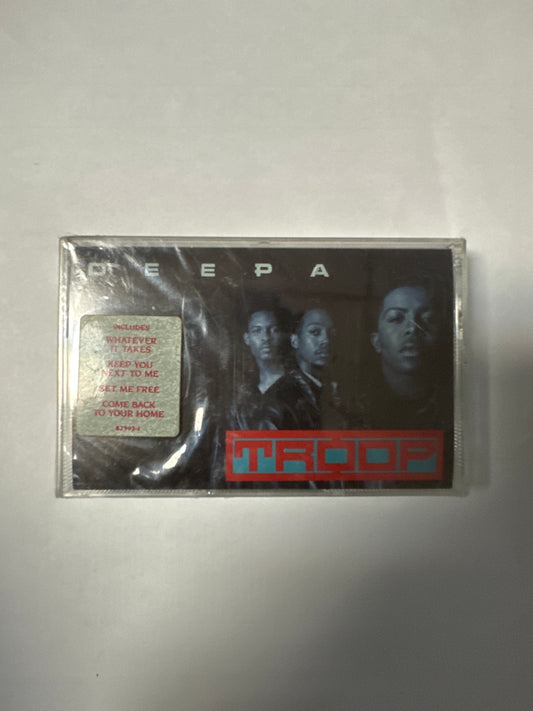 DEEPA
INCLUDES
WHATEVER
IT TAKES
KEEP YOU
NEXT TO ME
SET ME FREE
COME BACK
TO YOUR HOME
TROOP